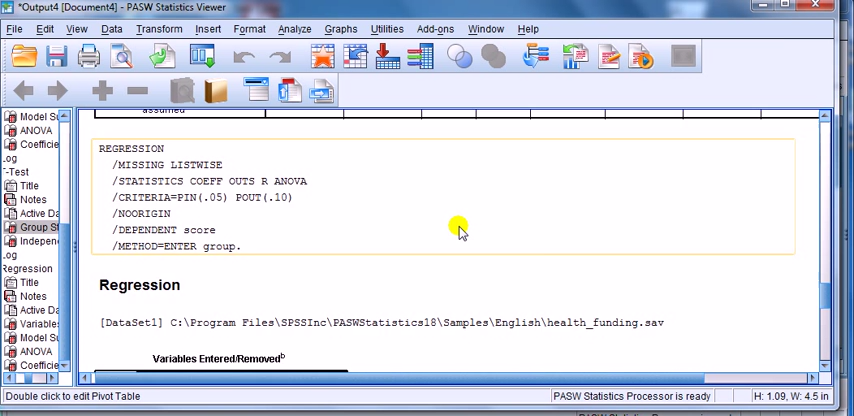 *Output4 [Document4] - PASW Statistics Viewer
File Edit View Data Transform Insert Format Analyze Graphs Utilities Add-ons Window Help
Model Su
ANOVA
Coefficie
.og
-Test
Title
Notes
Active Da
Group St
Indepen
.og
Regression
Title
Notes
Active Da
Variables
Model Su
ANOVA
Coefficie
assumed
REGRESSION
/MISSING LISTWISE
/STATISTICS COEFF OUTS R ANOVA
/CRITERIA=PIN(.05) POUT(.10)
/NOORIGIN
/DEPENDENT score
/METHOD=ENTER group.
Regression
[DataSet1] C:\Program Files\SPSSInc\PASWStatistics18\Samples\English\health_funding.sav
Variables Entered/Removedb
Double click to edit Pivot Table
PASW Statistics Processor is ready
H: 1.09, W: 4.5 in